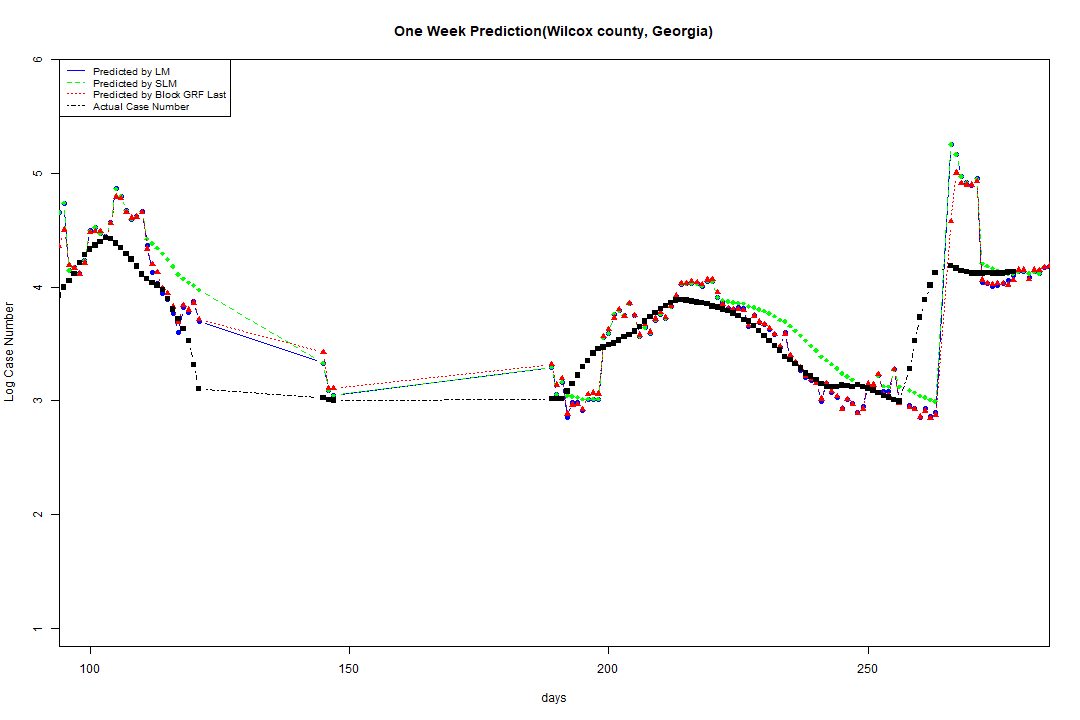 One Week Prediction(Wilcox county, Georgia)
Predicted by LM
Predicted by SLM
Predicted by Block GRF Last
Actual Case Number
6
5
4
3
2
1
Log Case Number
100 150 200 250
days